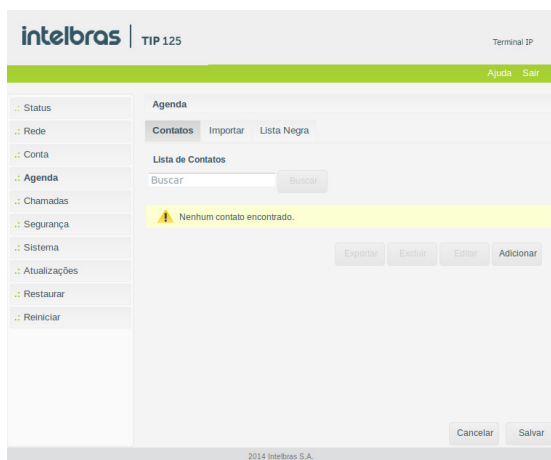 intelbras TIP 125
Terminal IP
Ajuda Sair
.: Status
.: Rede
.: Conta
.: Agenda
.: Chamadas
.: Segurança
.: Sistema
.: Atualizações
.: Restaurar
.: Reiniciar
Agenda
Contatos Importar Lista Negra
Lista de Contatos
Buscar Buscar
Nenhum contato encontrado.
Exportar Excluir Editar Adicionar
Cancelar Salvar
2014 Intelbras S.A.